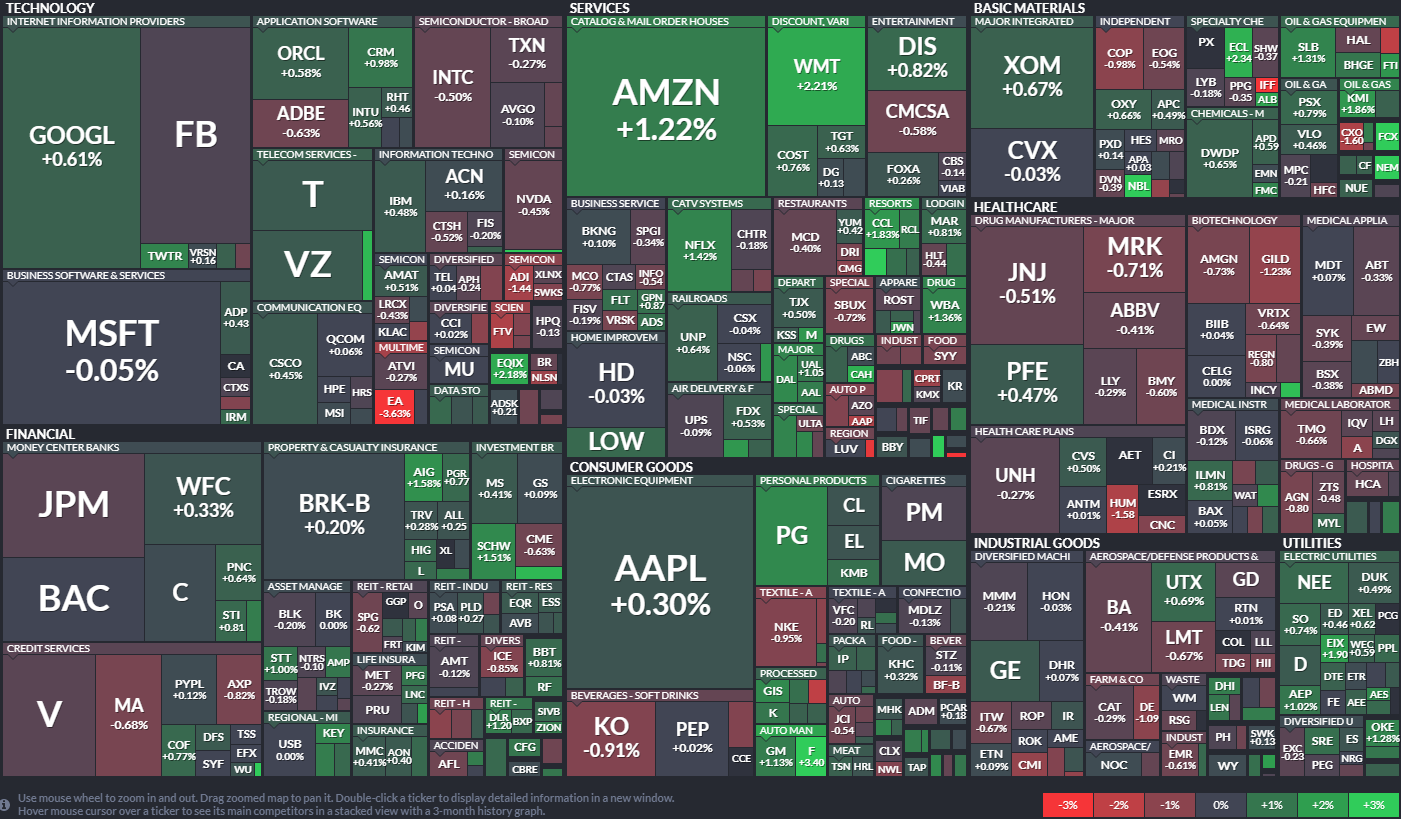 TECHNOLOGY
INTERNET INFORMATION PROVIDERS
GOOGL
+0.61%
FB
TWTR
VRSN
+0.16
BUSINESS SOFTWARE & SERVICES
MSFT
-0.05%
ADP
+0.43
CA
CTXS
IRM
APPLICATION SOFTWARE
ORCL
+0.58%
CRM
+0.98%
ADBE
-0.63%
INTU
+0.56%
RHT
+0.46
SEMICONDUCTOR - BROAD
INTC
-0.50%
TXN
-0.27%
AVGO
-0.10%
TELECOM SERVICES -
T
VZ
INFORMATION TECHNO
IBM
+0.48%
ACN
+0.16%
CTSH
-0.52%
FIS
-0.20%
SEMICON
NVDA
-0.45%
COMMUNICATION EQ
CSCO
+0.45%
QCOM
+0.06%
HPE
HRS
MSI
SEMICON
AMAT
+0.51%
LRCX
-0.43%
KLAC
DIVERSIFIED
TEL
+0.04
APH
-0.24
SEMICON
ADI
-1.44
XLNX
SWKS
DIVERSIFIE
CCI
+0.02%
SCIEN
FTV
HPQ
-0.13
MULTIME
ATVI
-0.27%
EA
-3.63%
SEMICON
MU
EQIX
+2.18%
BR
NLSN
DATA STO
ADSK
+0.21
FINANCIAL
MONEY CENTER BANKS
JPM
WFC
+0.33%
BAC
C
PNC
+0.64%
STI
+0.81
CREDIT SERVICES
V
MA
-0.68%
PYPL
+0.12%
AXP
-0.82%
COF
+0.77%
DFS
SYF
TSS
EFX
WU
PROPERTY & CASUALTY INSURANCE
BRK-B
+0.20%
AIG
+1.58%
PGR
+0.77
TRV
+0.28%
ALL
+0.25
HIG
XL
L
INVESTMENT BR
MS
+0.41%
GS
+0.09%
SCHW
+1.51%
CME
-0.63%
ASSET MANAGE
BLK
-0.20%
BK
0.00%
STT
+1.00%
NTRS
-0.10
AMP
TROW
-0.18%
IVZ
REGIONAL - MI
USB
0.00%
KEY
REIT - RETAI
SPG
-0.62
GGP
O
FRT
KIM
LIFE INSURA
MET
-0.27%
PFG
LNC
PRU
INSURANCE
MMC
+0.41%
AON
+0.40
REIT - INDU
PSA
+0.08
PLD
+0.27
REIT - RES
EQR
ESS
AVB
REIT -
AMT
-0.12%
DIVERS
ICE
-0.85%
BBT
+0.81%
RF
REIT - H
REIT -
DLR
+1.20
BXP
SIVB
ZION
ACCIDEN
AFL
CFG
CBRE
SERVICES
CATALOG & MAIL ORDER HOUSES
AMZN
+1.22%
DISCOUNT, VARI
WMT
+2.21%
COST
+0.76%
TGT
+0.63%
DG
+0.13
ENTERTAINMENT
DIS
+0.82%
CMCSA
-0.58%
FOXA
+0.26%
CBS
-0.14
VIAB
BUSINESS SERVICE
BKNG
+0.10%
SPGI
-0.34%
MCO
-0.77%
CTAS
INFO
-0.54
FISV
-0.19%
FLT
GPN
+0.87
VRSK
ADS
CATV SYSTEMS
NFLX
+1.42%
CHTR
-0.18%
RESTAURANTS
MCD
-0.40%
YUM
+0.42
DRI
CMG
RESORTS
CCL
+1.83%
RCL
LODGIN
MAR
+0.81%
HLT
-0.44
RAILROADS
UNP
+0.64%
CSX
-0.04%
NSC
-0.06%
DEPART
TJX
+0.50%
KSS
M
SPECIAL
SBUX
-0.72%
APPARE
ROST
JWN
DRUG
WBA
+1.36%
HOME IMPROVEM
HD
-0.03%
LOW
AIR DELIVERY & F
UPS
-0.09%
FDX
+0.53%
MAJOR
DAL
UAL
+1.05
AAL
DRUGS
ABC
CAH
INDUST
FOOD
SYY
SPECIAL
ULTA
AUTO P
AZO
AAP
CPRT
KMX
KR
REGION
LUV
TIF
BBY
CONSUMER GOODS
ELECTRONIC EQUIPMENT
AAPL
+0.30%
PERSONAL PRODUCTS
PG
CL
EL
KMB
CIGARETTES
PM
MO
BEVERAGES - SOFT DRINKS
KO
-0.91%
PEP
+0.02%
CCE
TEXTILE - A
NKE
-0.95%
TEXTILE - A
VFC
-0.20
RL
CONFECTIO
MDLZ
-0.13%
PROCESSED
GIS
K
PACKA
IP
FOOD -
KHC
+0.32%
BEVER
STZ
-0.11%
BF-B
AUTO MAN
GM
+1.13%
F
+3.40
AUTO
JCI
-0.54
MHK
ADM
PCAR
+0.18
MEAT
TSN
HRL
CLX
NWL
TAP
BASIC MATERIALS
MAJOR INTEGRATED
XOM
+0.67%
CVX
-0.03%
INDEPENDENT
COP
-0.98%
EOG
-0.54%
OXY
+0.66%
APC
+0.49%
PXD
+0.14
HES
MRO
APA
+0.03
DVN
-0.39
NBL
SPECIALTY CHE
PX
ECL
+2.34
SHW
-0.37
LYB
-0.18%
PPG
-0.35
IFF
ALB
CHEMICALS - M
DWDP
+0.65%
APD
+0.59
EMN
FMC
OIL & GAS EQUIPMEN
SLB
+1.31%
HAL
BHGE
FTI
OIL & GA
PSX
+0.79%
VLO
+0.46%
MPC
-0.21
HFC
OIL & GAS
KMI
+1.86%
CXO
-1.60
FCX
CF
NEM
NUE
HEALTHCARE
DRUG MANUFACTURERS - MAJOR
JNJ
-0.51%
MRK
-0.71%
ABBV
-0.41%
PFE
+0.47%
LLY
-0.29%
BMY
-0.60%
BIOTECHNOLOGY
AMGN
-0.73%
GILD
-1.23%
BIIB
+0.04%
VRTX
-0.64%
CELG
0.00%
REGN
-0.80
INCY
MEDICAL APPLIA
MDT
+0.07%
ABT
-0.33%
SYK
-0.39%
EW
BSX
-0.38%
ZBH
ABMD
HEALTH CARE PLANS
UNH
-0.27%
CVS
+0.50%
AET
CI
+0.21%
ANTM
+0.01%
HUM
-1.58
ESRX
CNC
MEDICAL INSTR
BDX
-0.12%
ISRG
-0.06%
ILMN
+0.81%
WAT
BAX
+0.05%
MEDICAL LABORATOR
TMO
-0.66%
IQV
LH
A
DGX
DRUGS - G
AGN
-0.80
ZTS
-0.48
MYL
HOSPITA
HCA
INDUSTRIAL GOODS
DIVERSIFIED MACHI
MMM
-0.21%
HON
-0.03%
GE
DHR
+0.07%
ITW
-0.67%
ROP
IR
ETN
+0.09%
ROK
AME
CMI
AEROSPACE/DEFENSE PRODUCTS &
BA
-0.41%
UTX
+0.69%
GD
LMT
-0.67%
RTN
+0.01%
COL
LLL
TDG
HII
FARM & CO
CAT
-0.29%
DE
-1.09
WASTE
WM
RSG
DHI
LEN
AEROSPACE/
NOC
INDUST
EMR
-0.61%
PH
SWK
+0.13
WY
UTILITIES
ELECTRIC UTILITIES
NEE
DUK
+0.49%
SO
+0.74%
ED
+0.46
XEL
+0.62
PCG
D
EIX
+1.90
WEC
+0.59
PPL
DTE
ETR
AEP
+1.02%
FE
AEE
AES
DIVERSIFIED U
EXC
-0.23
SRE
ES
OKE
+1.28%
PEG
NRG
Use mouse wheel to zoom in and out. Drag zoomed map to pan it. Double-click a ticker to display detailed information in a new window.
Hover mouse cursor over a ticker to see its main competitors in a stacked view with a 3-month history graph.
-3%
-2%
-1%
0%
+1%
+2%
+3%